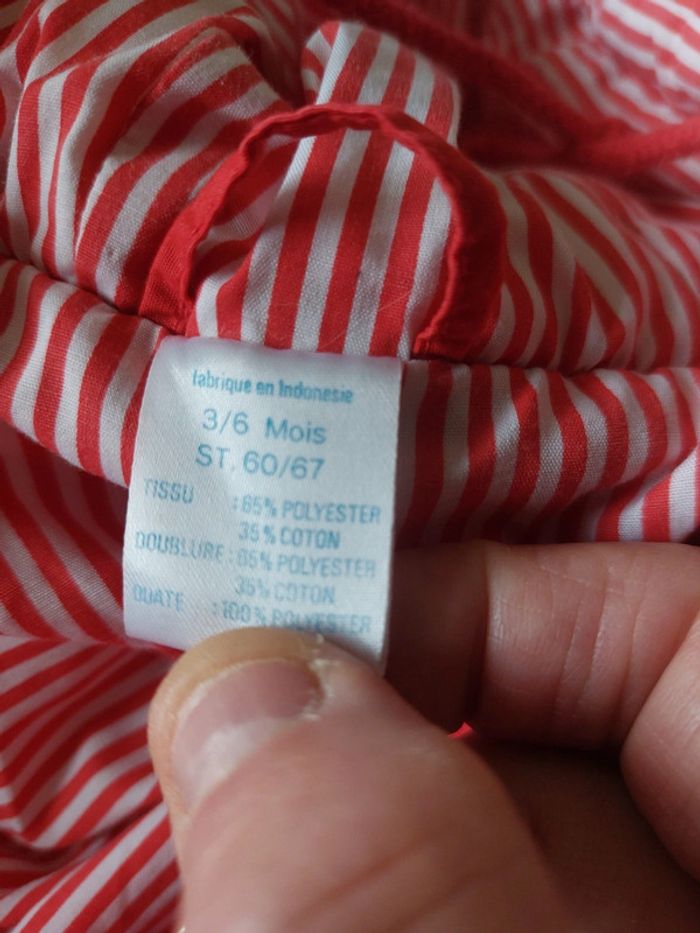 fabrique en Indonesie
3/6 Mois
ST. 60/67
TISSU :65% POLYESTER
35% COTON
DOUBLURE:65% POLYESTER
35% COTON
OUATE :100% POLYESTER